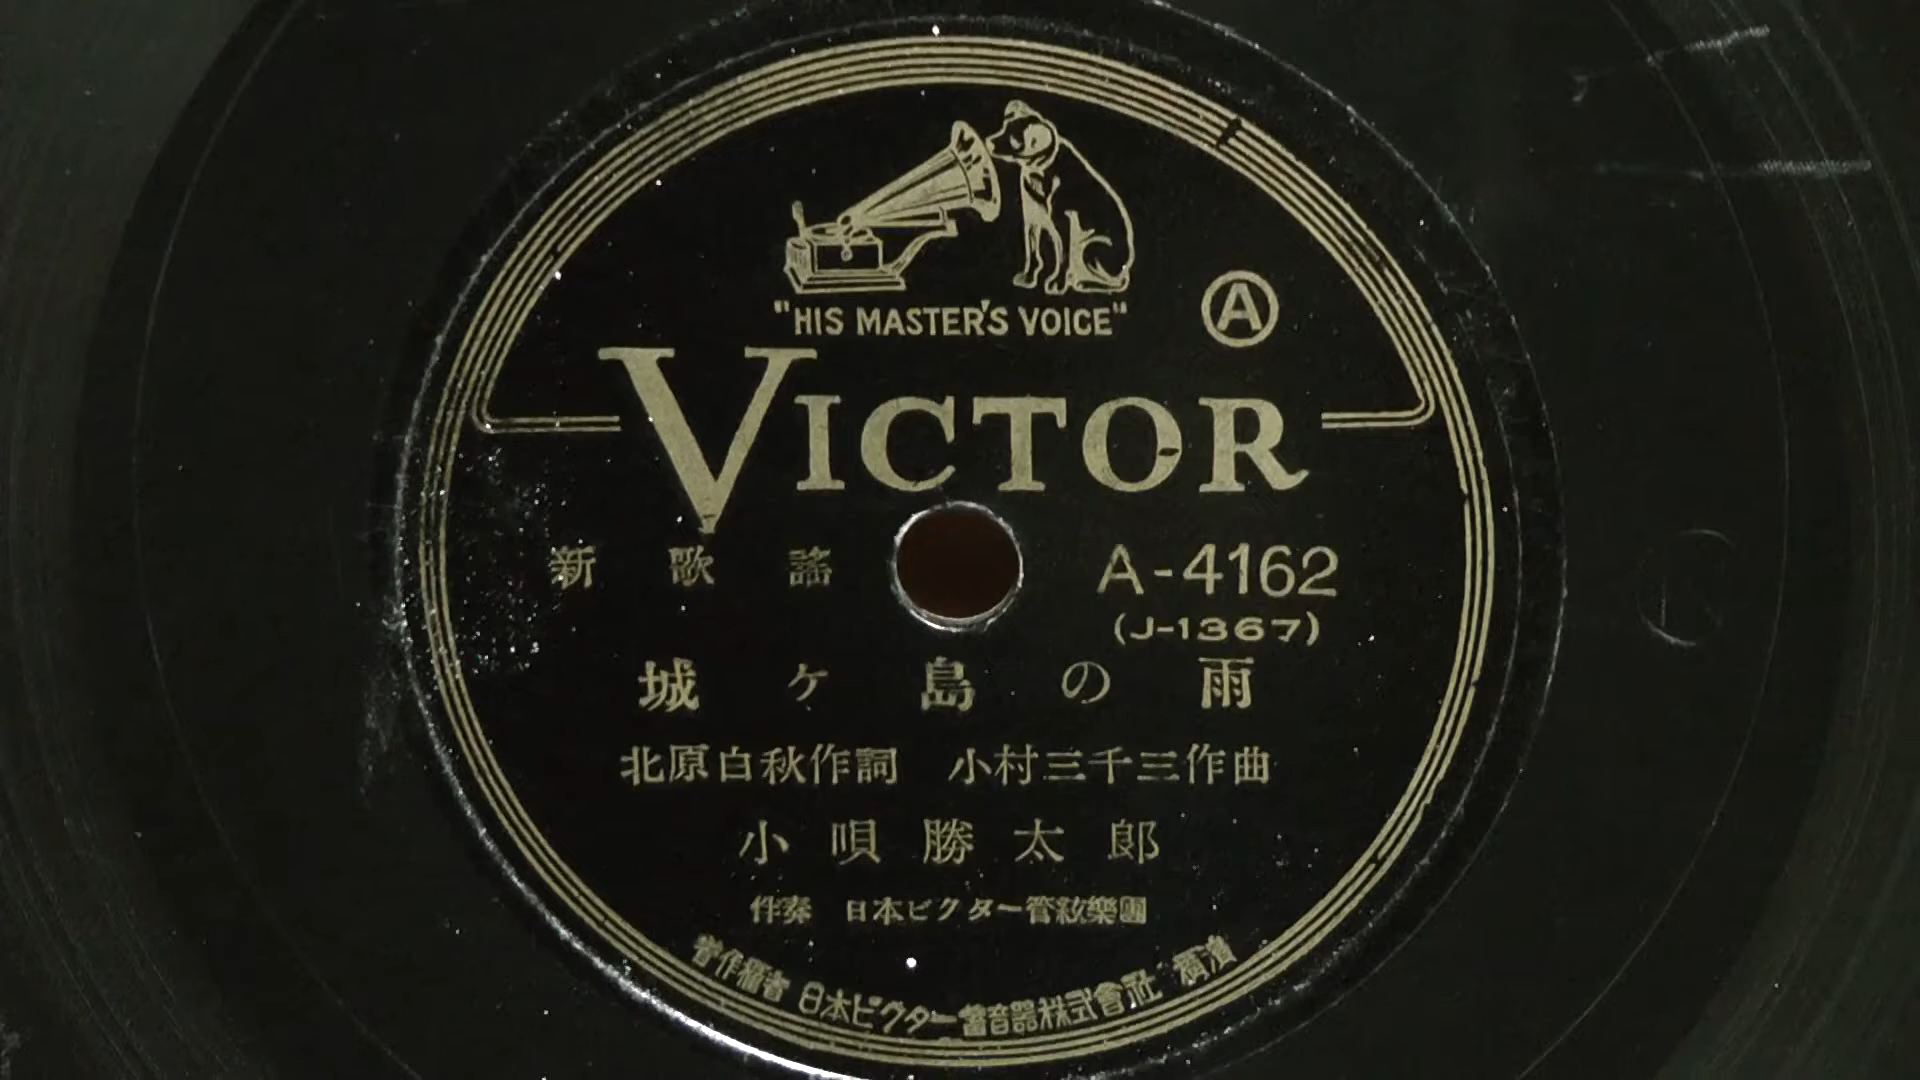 "HIS MASTER'S VOICE"
Ⓐ
VICTOR
新歌謠
A-4162
(J-1367)
城ヶ島の雨
北原白秋作詞 小村三千三作曲
小唄勝太郎
伴奏 日本ビクター管絃樂團
著作權者 日本ビクター蓄音器株式會社 橫濱